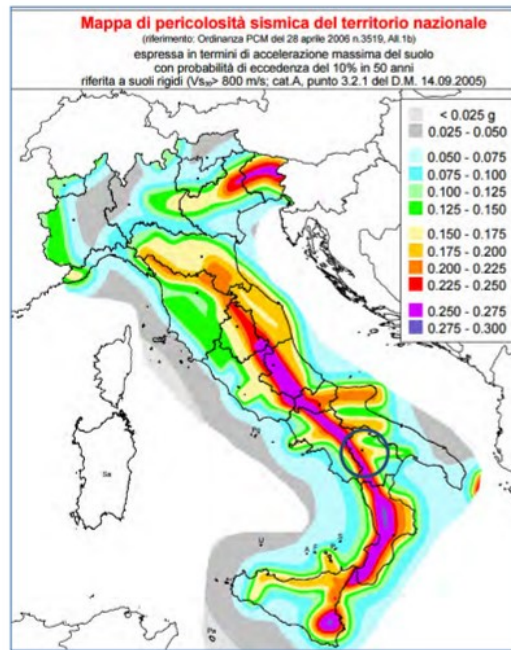 Mappa di pericolosità sismica del territorio nazionale
(riferimento: Ordinanza PCM del 28 aprile 2006 n.3519, All.1b)
espressa in termini di accelerazione massima del suolo
con probabilità di eccedenza del 10% in 50 anni
riferita a suoli rigidi (Vs₃₀> 800 m/s; cat.A, punto 3.2.1 del D.M. 14.09.2005)
< 0.025 g
0.025 - 0.050
0.050 - 0.075
0.075 - 0.100
0.100 - 0.125
0.125 - 0.150
0.150 - 0.175
0.175 - 0.200
0.200 - 0.225
0.225 - 0.250
0.250 - 0.275
0.275 - 0.300
Sa
U